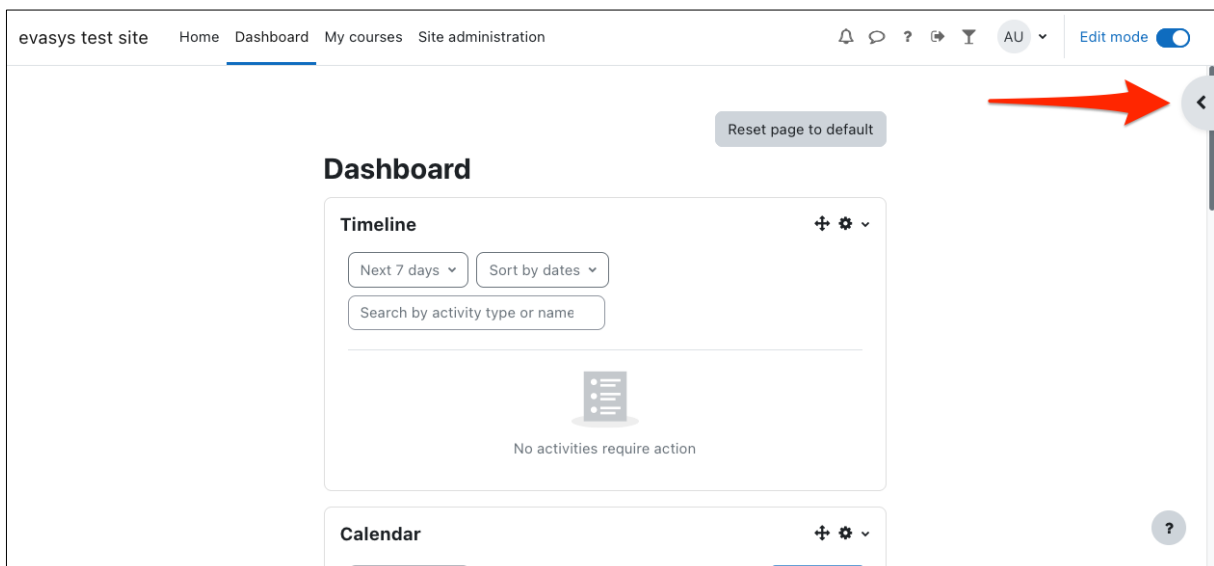 evasys test site Home Dashboard My courses Site administration ? AU Edit mode
Reset page to default
Dashboard
Timeline
Next 7 days Sort by dates
Search by activity type or name
No activities require action
Calendar
?